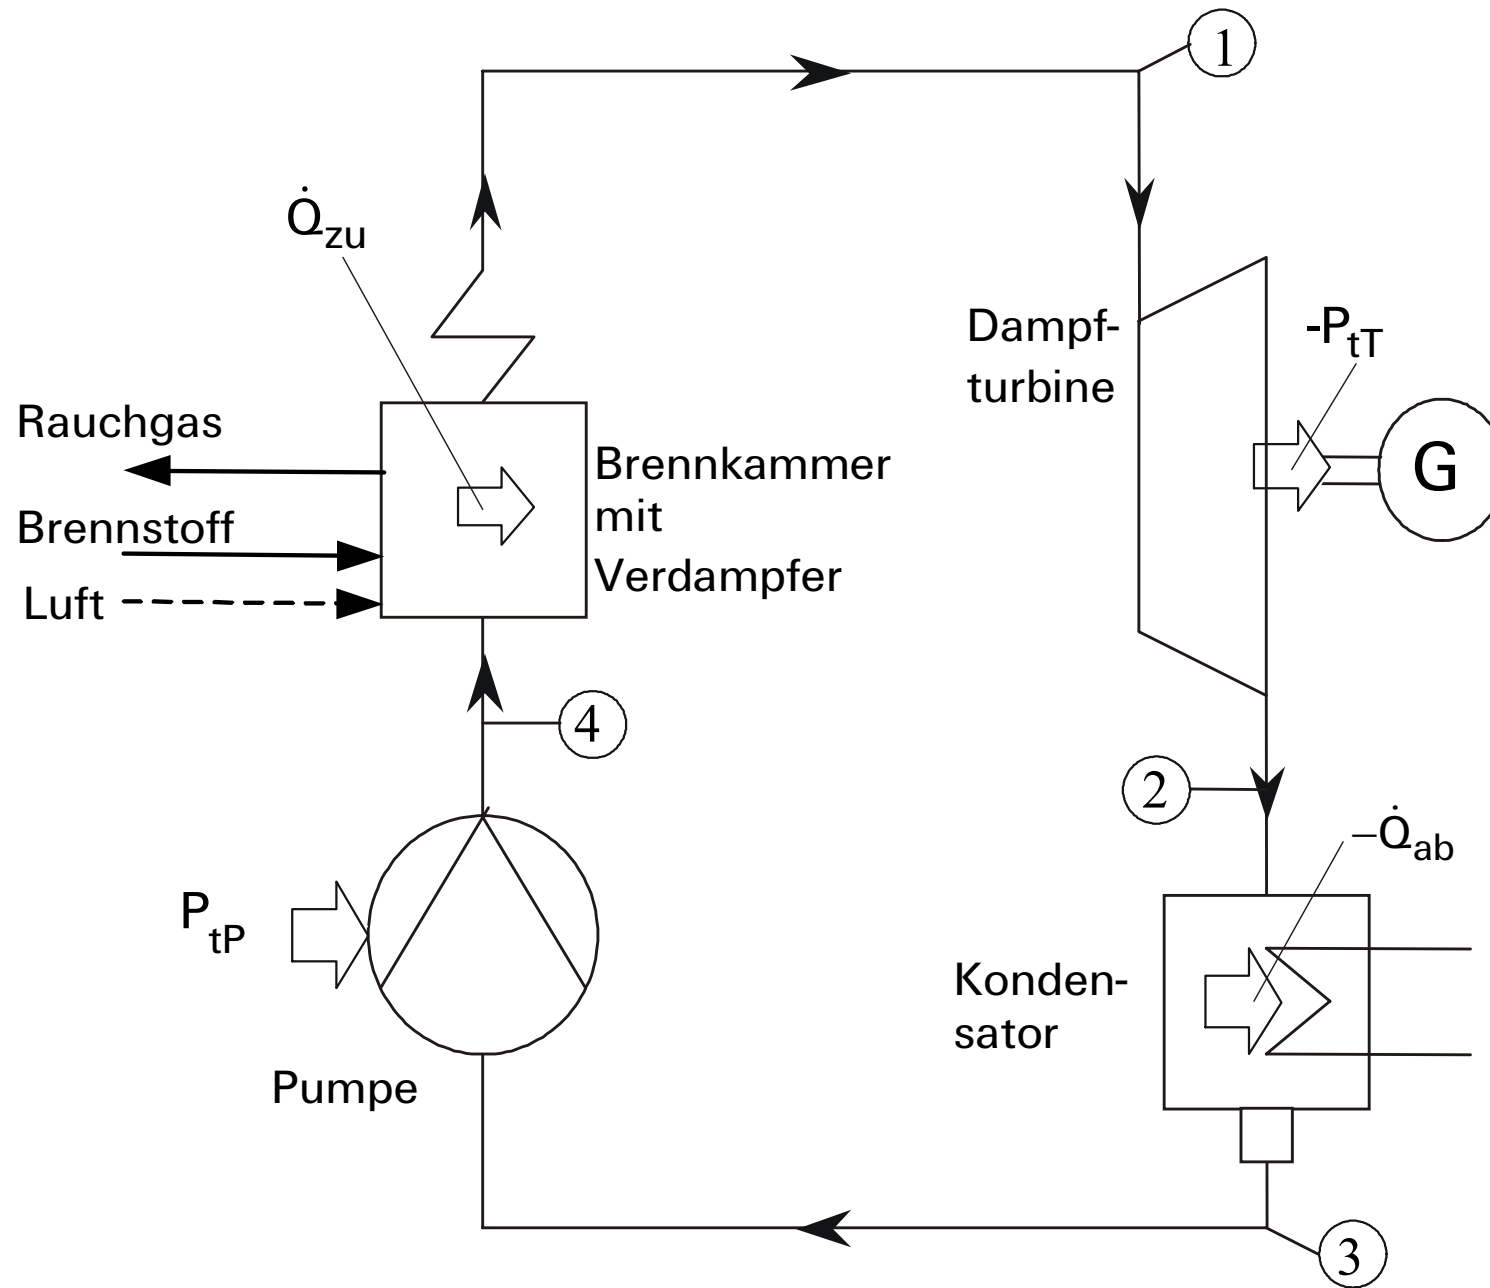 1
Q̇zu
Dampf-
turbine
-PtT
Rauchgas
Brennkammer
mit
Verdampfer
G
Brennstoff
Luft
4
2
–Q̇ab
PtP
Konden-
sator
Pumpe
3